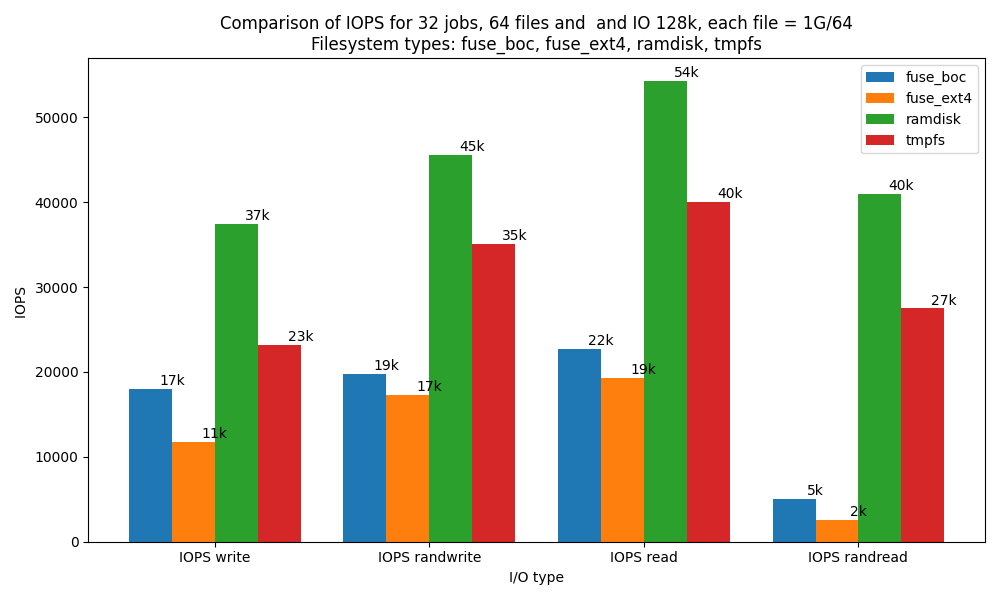 Comparison of IOPS for 32 jobs, 64 files and  and IO 128k, each file = 1G/64
Filesystem types: fuse_boc, fuse_ext4, ramdisk, tmpfs
fuse_boc
fuse_ext4
ramdisk
tmpfs
IOPS
50000
40000
30000
20000
10000
0
17k
11k
37k
23k
19k
17k
45k
35k
22k
19k
54k
40k
5k
2k
40k
27k
IOPS write
IOPS randwrite
IOPS read
IOPS randread
I/O type